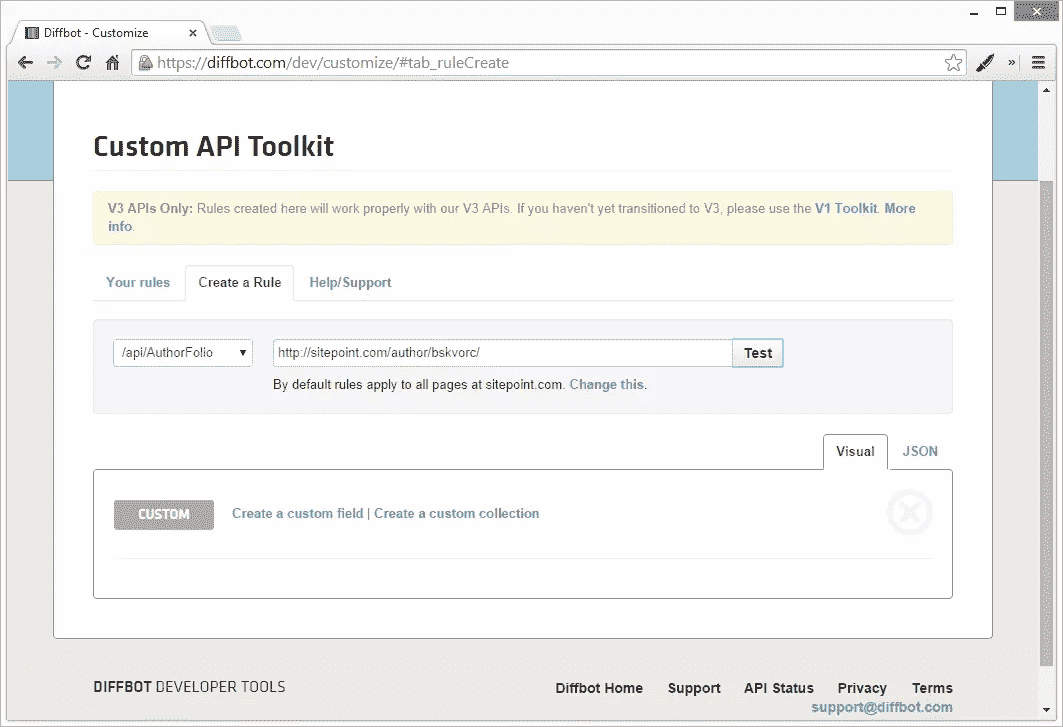 Diffbot - Customize
https://diffbot.com/dev/customize/#tab_ruleCreate
Custom API Toolkit
V3 APIs Only: Rules created here will work properly with our V3 APIs. If you haven't yet transitioned to V3, please use the V1 Toolkit. More
info.
Your rules
Create a Rule
Help/Support
/api/AuthorFolio
http://sitepoint.com/author/bskvorc/
Test
By default rules apply to all pages at sitepoint.com. Change this.
Visual
JSON
CUSTOM
Create a custom field | Create a custom collection
DIFFBOT DEVELOPER TOOLS
Diffbot Home
Support
API Status
Privacy
Terms
support@diffbot.com